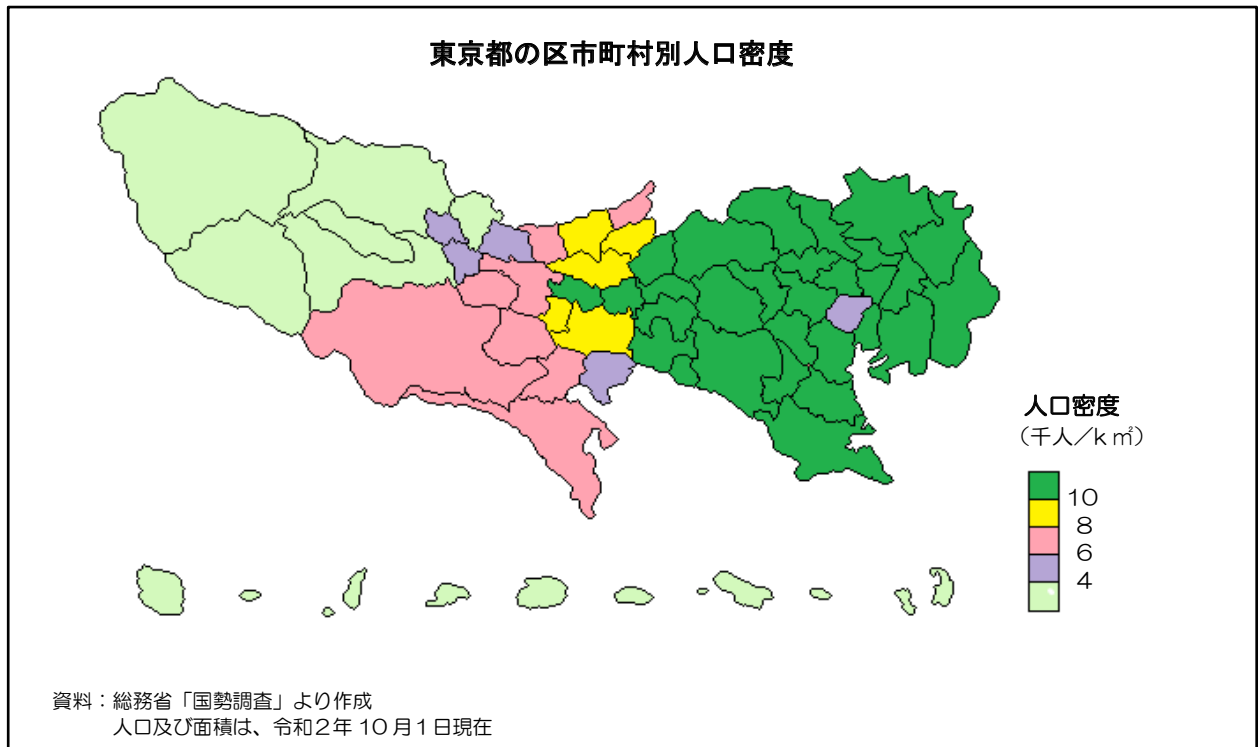 東京都の区市町村別人口密度
人口密度
（千人／k㎡）
10
8
6
4
資料：総務省「国勢調査」より作成
人口及び面積は、令和２年 10 月１日現在